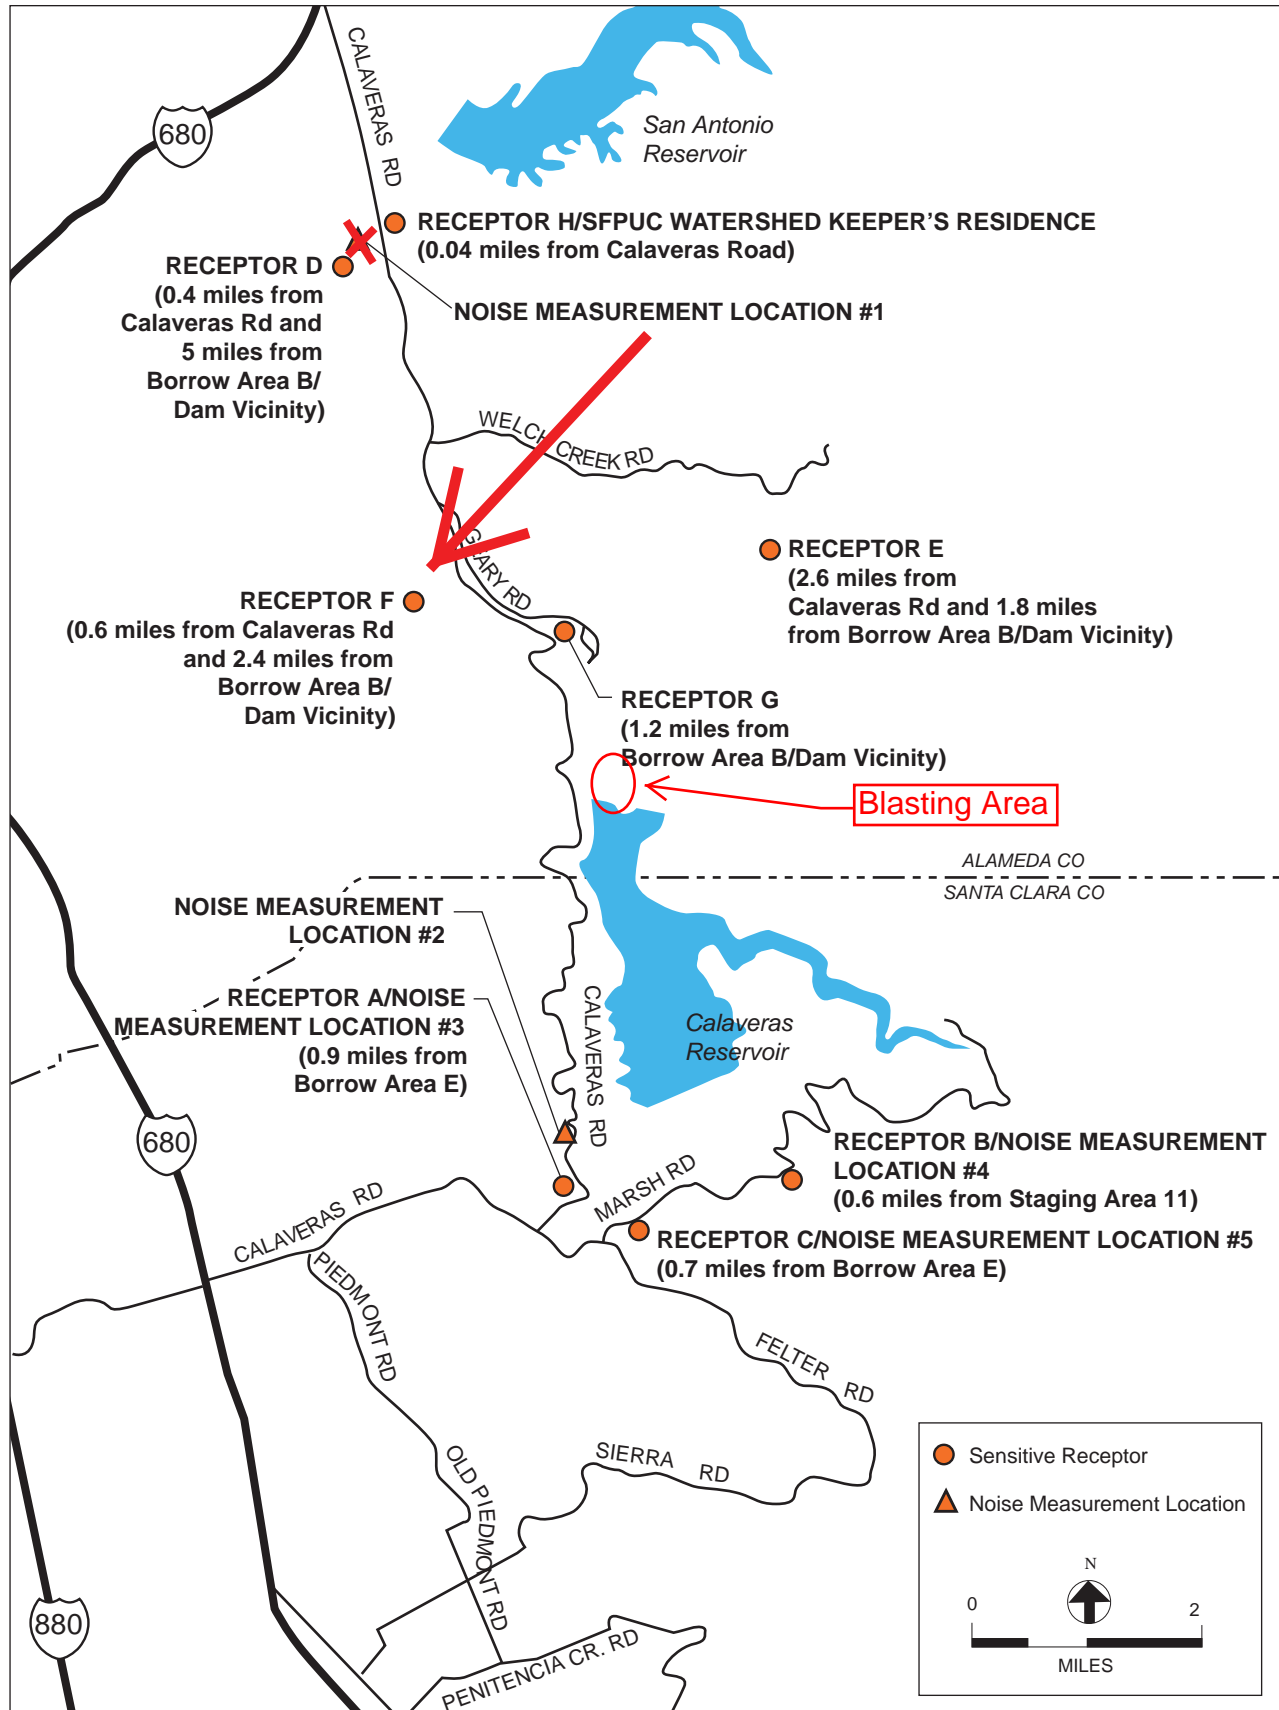 CALAVERAS RD
680
San Antonio
Reservoir
RECEPTOR H/SFPUC WATERSHED KEEPER'S RESIDENCE
(0.04 miles from Calaveras Road)
RECEPTOR D
(0.4 miles from
Calaveras Rd and
5 miles from
Borrow Area B/
Dam Vicinity)
NOISE MEASUREMENT LOCATION #1
WELCH CREEK RD
GEARY RD
RECEPTOR E
(2.6 miles from
Calaveras Rd and 1.8 miles
from Borrow Area B/Dam Vicinity)
RECEPTOR F
(0.6 miles from Calaveras Rd
and 2.4 miles from
Borrow Area B/
Dam Vicinity)
RECEPTOR G
(1.2 miles from
Borrow Area B/Dam Vicinity)
Blasting Area
ALAMEDA CO
SANTA CLARA CO
NOISE MEASUREMENT
LOCATION #2
RECEPTOR A/NOISE
MEASUREMENT LOCATION #3
(0.9 miles from
Borrow Area E)
CALAVERAS RD
Calaveras
Reservoir
680
RECEPTOR B/NOISE MEASUREMENT
LOCATION #4
(0.6 miles from Staging Area 11)
MARSH RD
CALAVERAS RD
RECEPTOR C/NOISE MEASUREMENT LOCATION #5
(0.7 miles from Borrow Area E)
PIEDMONT RD
FELTER RD
SIERRA RD
OLD PIEDMONT RD
PENITENCIA CR. RD
880
Sensitive Receptor
Noise Measurement Location
N
0 2
MILES